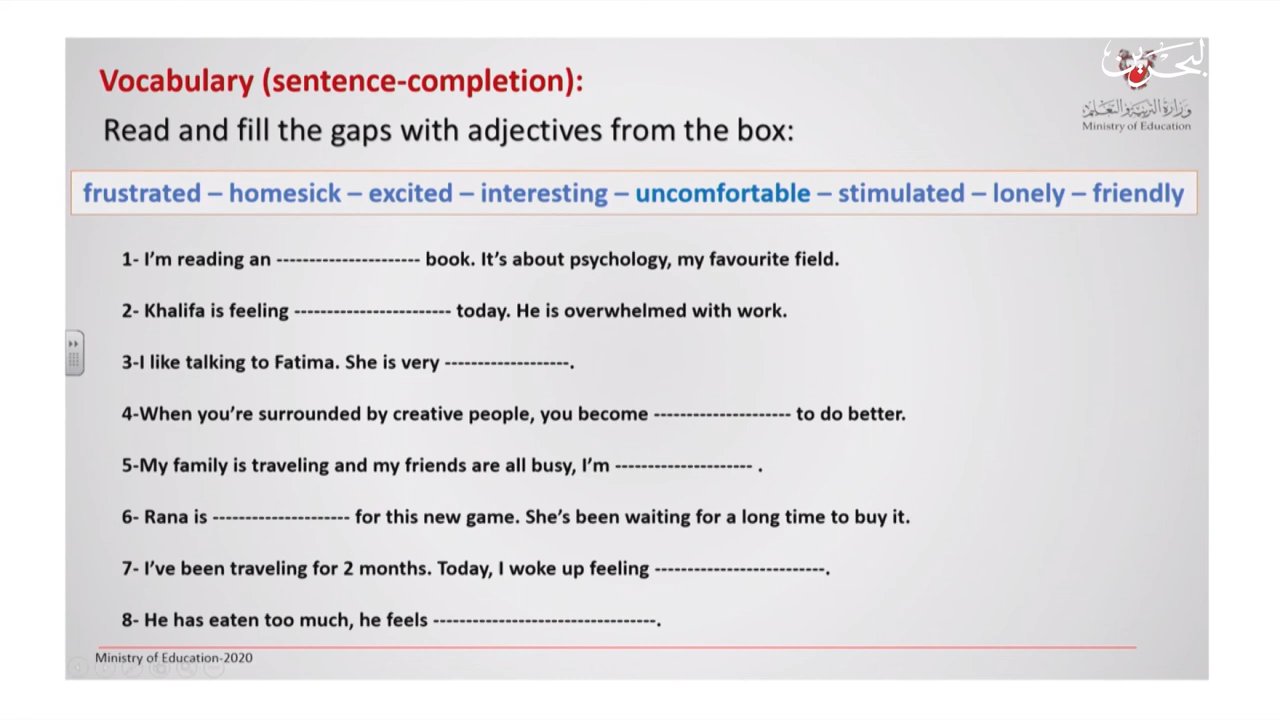 البحرين
Vocabulary (sentence-completion):
وزارة التربية والتعليم
Ministry of Education
Read and fill the gaps with adjectives from the box:
frustrated – homesick – excited – interesting – uncomfortable – stimulated – lonely – friendly
1- I’m reading an ---------------------- book. It’s about psychology, my favourite field.
2- Khalifa is feeling ------------------------ today. He is overwhelmed with work.
3-I like talking to Fatima. She is very -------------------.
4-When you’re surrounded by creative people, you become --------------------- to do better.
5-My family is traveling and my friends are all busy, I’m --------------------- .
6- Rana is --------------------- for this new game. She’s been waiting for a long time to buy it.
7- I’ve been traveling for 2 months. Today, I woke up feeling --------------------------.
8- He has eaten too much, he feels ----------------------------------.
Ministry of Education-2020